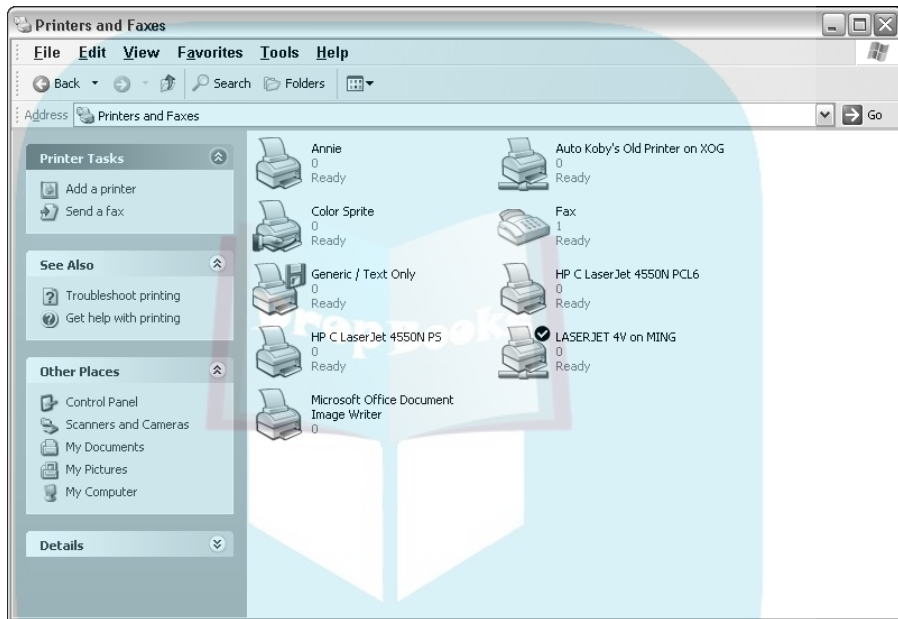 Printers and Faxes
File Edit View Favorites Tools Help
Back Search Folders
Address Printers and Faxes Go
Printer Tasks
Add a printer
Send a fax
See Also
Troubleshoot printing
Get help with printing
Other Places
Control Panel
Scanners and Cameras
My Documents
My Pictures
My Computer
Details
Annie
0
Ready
Auto Koby's Old Printer on XOG
0
Ready
Color Sprite
0
Ready
Fax
1
Ready
Generic / Text Only
0
Ready
HP C LaserJet 4550N PCL6
0
Ready
HP C LaserJet 4550N PS
0
Ready
LASERJET 4V on MING
0
Ready
Microsoft Office Document
Image Writer
0
DropBooks